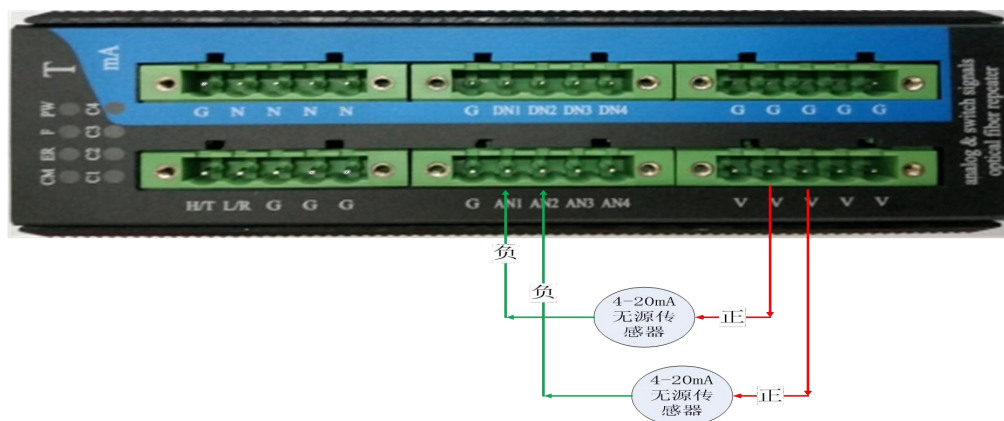 T
mA
PW C4
F C3
ER C2
CM C1
G N N N N
G DN1 DN2 DN3 DN4
G G G G G
analog & switch signals
optical fiber repeater
H/T L/R G G G
G AN1 AN2 AN3 AN4
V V V V V
负
负
4-20mA
无源传
感器
正
4-20mA
无源传
感器
正